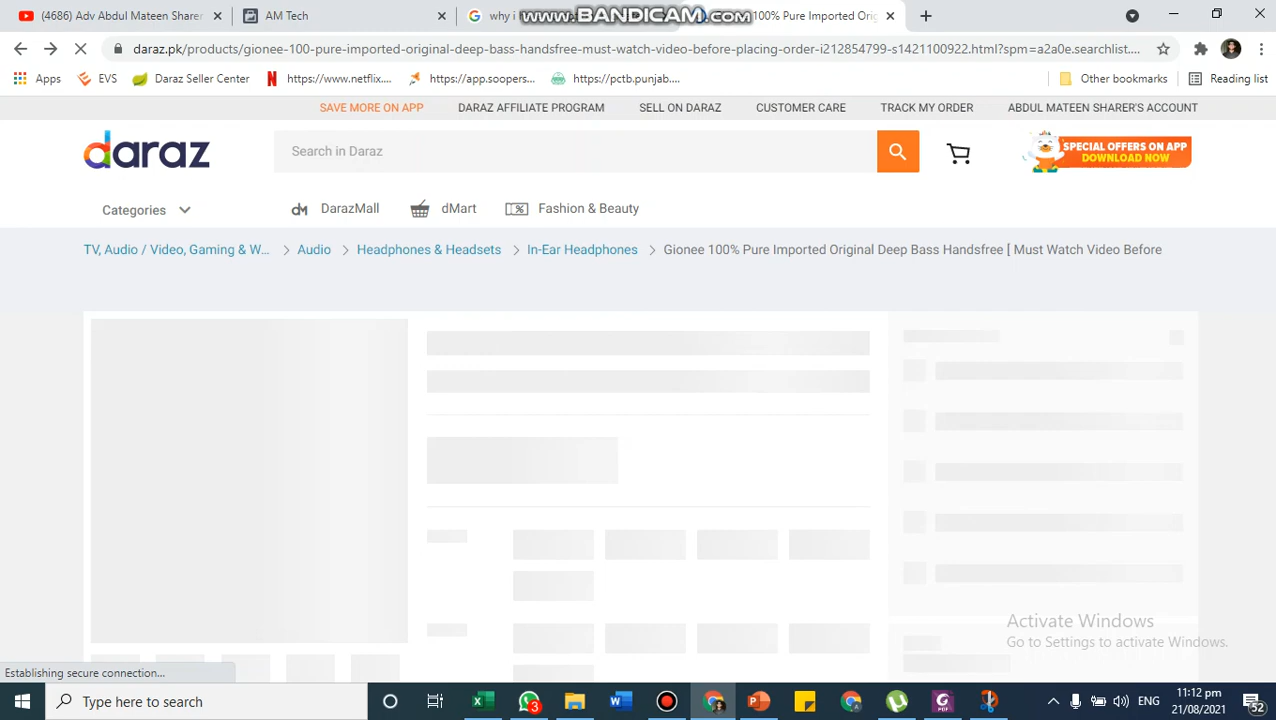 (4686) Adv Abdul Mateen Sharer
AM Tech
why i
www.BANDICAM.com
100% Pure Imported Orig
daraz.pk/products/gionee-100-pure-imported-original-deep-bass-handsfree-must-watch-video-before-placing-order-i212854799-s1421100922.html?spm=a2a0e.searchlist....
Apps
EVS
Daraz Seller Center
https://www.netflix....
https://app.soopers...
https://pctb.punjab....
Other bookmarks
Reading list
SAVE MORE ON APP
DARAZ AFFILIATE PROGRAM
SELL ON DARAZ
CUSTOMER CARE
TRACK MY ORDER
ABDUL MATEEN SHARER'S ACCOUNT
daraz
Search in Daraz
SPECIAL OFFERS ON APP
DOWNLOAD NOW
Categories
dM DarazMall
dMart
Fashion & Beauty
TV, Audio / Video, Gaming & W...
Audio
Headphones & Headsets
In-Ear Headphones
Gionee 100% Pure Imported Original Deep Bass Handsfree [ Must Watch Video Before
Activate Windows
Go to Settings to activate Windows.
Establishing secure connection...
Type here to search
3
ENG
11:12 pm
21/08/2021
52